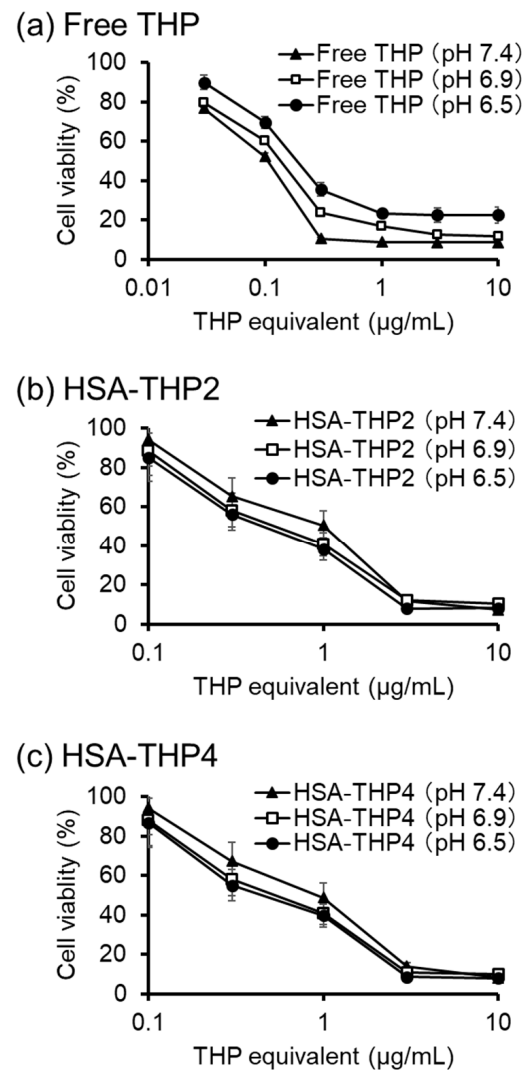 (a) Free THP
Free THP (pH 7.4)
Free THP (pH 6.9)
Free THP (pH 6.5)
Cell viablity (%)
100
80
60
40
20
0
0.01 0.1 1 10
THP equivalent (µg/mL)
(b) HSA-THP2
HSA-THP2 (pH 7.4)
HSA-THP2 (pH 6.9)
HSA-THP2 (pH 6.5)
Cell viablity (%)
100
80
60
40
20
0
0.1 1 10
THP equivalent (µg/mL)
(c) HSA-THP4
HSA-THP4 (pH 7.4)
HSA-THP4 (pH 6.9)
HSA-THP4 (pH 6.5)
Cell viablity (%)
100
80
60
40
20
0
0.1 1 10
THP equivalent (µg/mL)